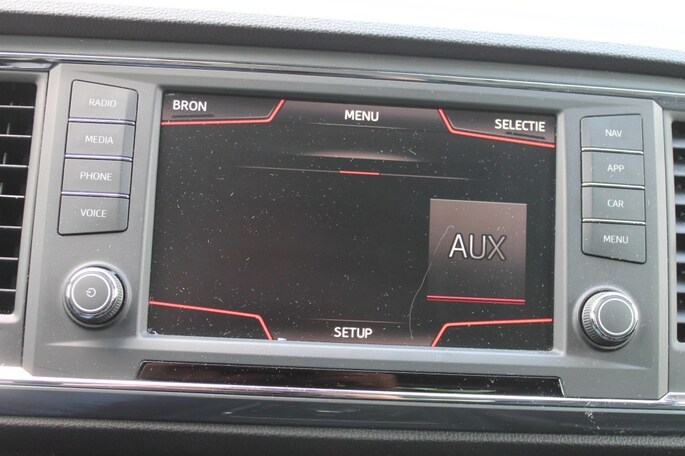 RADIO
MEDIA
PHONE
VOICE
BRON
MENU
SELECTIE
AUX
SETUP
NAV
APP
CAR
MENU